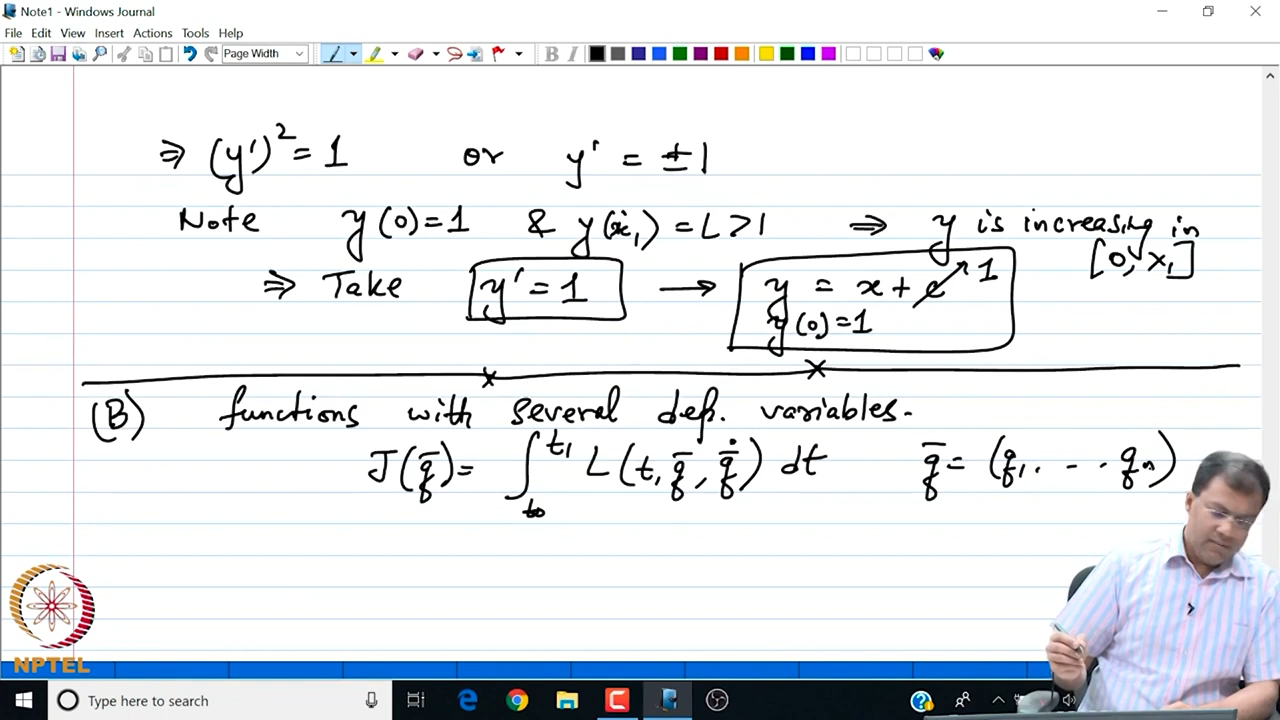 Note1 - Windows Journal
File Edit View Insert Actions Tools Help
Page Width B I
⇒ (y')² = 1 or y' = ±1
Note y(0)=1 & y(x₁) = L > 1 ⇒ y is increasing in
[0, x₁]
⇒ Take y' = 1 → y = x + c 1
y(0)=1
(B) functions with several dep. variables.
J(q̄) = ∫_{t₀}^{t₁} L(t, q̄, q̄̇) dt q̄ = (q₁ . - . . qₙ)
NPTEL
Type here to search